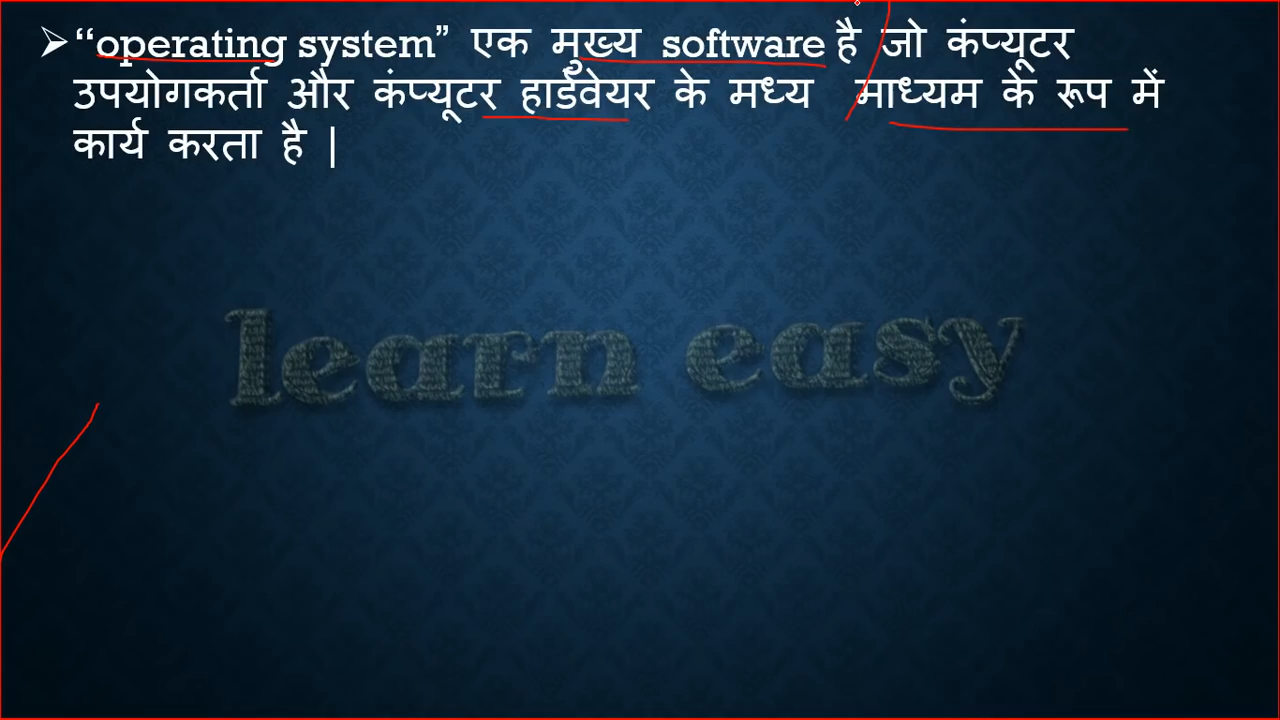 ➢“operating system” एक मुख्य software है जो कंप्यूटर
उपयोगकर्ता और कंप्यूटर हार्डवेयर के मध्य माध्यम के रूप में
कार्य करता है |
learn easy